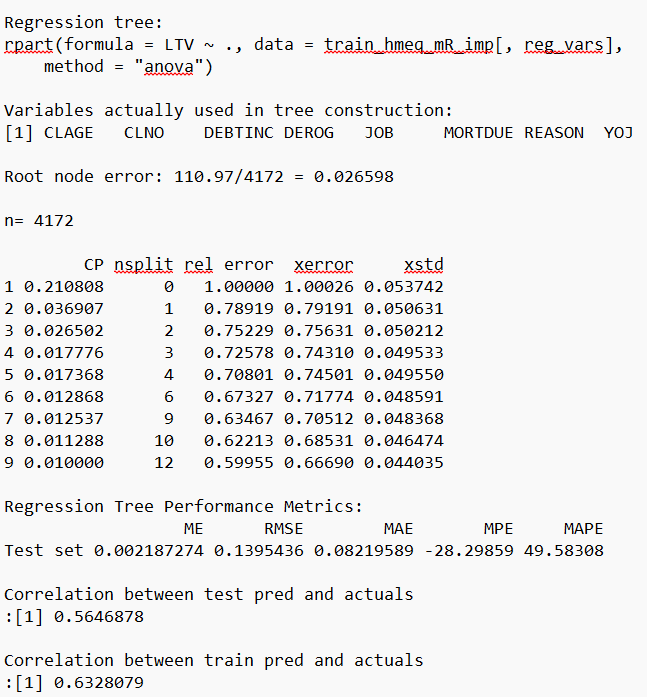 Regression tree:
rpart(formula = LTV ~ ., data = train_hmeq_mR_imp[, reg_vars],
    method = "anova")
Variables actually used in tree construction:
[1] CLAGE   CLNO    DEBTINC DEROG   JOB     MORTDUE REASON  YOJ
Root node error: 110.97/4172 = 0.026598
n= 4172
        CP nsplit rel error  xerror     xstd
1 0.210808      0   1.00000 1.00026 0.053742
2 0.036907      1   0.78919 0.79191 0.050631
3 0.026502      2   0.75229 0.75631 0.050212
4 0.017776      3   0.72578 0.74310 0.049533
5 0.017368      4   0.70801 0.74501 0.049550
6 0.012868      6   0.67327 0.71774 0.048591
7 0.012537      9   0.63467 0.70512 0.048368
8 0.011288     10   0.62213 0.68531 0.046474
9 0.010000     12   0.59955 0.66690 0.044035
Regression Tree Performance Metrics:
                  ME      RMSE        MAE       MPE     MAPE
Test set 0.002187274 0.1395436 0.08219589 -28.29859 49.58308
Correlation between test pred and actuals
:[1] 0.5646878
Correlation between train pred and actuals
:[1] 0.6328079